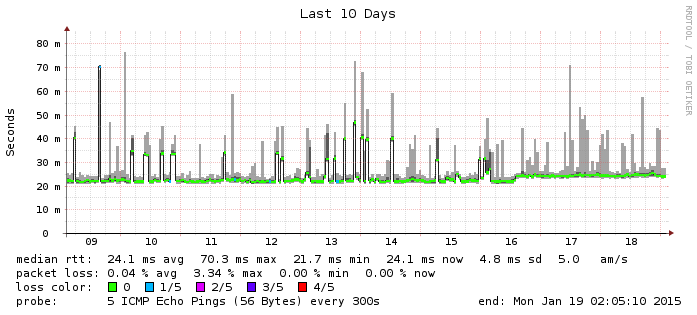 Last 10 Days
RRDTOOL / TOBI OETIKER
Seconds
80 m
70 m
60 m
50 m
40 m
30 m
20 m
10 m
0
09 10 11 12 13 14 15 16 17 18
median rtt: 24.1 ms avg 70.3 ms max 21.7 ms min 24.1 ms now 4.8 ms sd 5.0 am/s
packet loss: 0.04 % avg 3.34 % max 0.00 % min 0.00 % now
loss color: 0 1/5 2/5 3/5 4/5
probe: 5 ICMP Echo Pings (56 Bytes) every 300s end: Mon Jan 19 02:05:10 2015